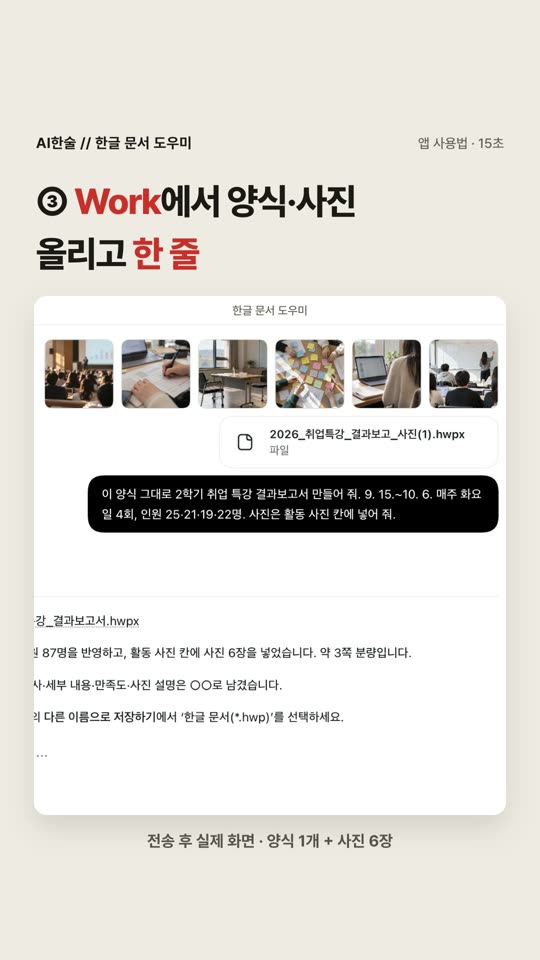 AI한술 // 한글 문서 도우미
앱 사용법 · 15초
③ Work에서 양식·사진
올리고 한 줄
한글 문서 도우미
2026_취업특강_결과보고_사진(1).hwpx
파일
이 양식 그대로 2학기 취업 특강 결과보고서 만들어 줘. 9. 15.~10. 6. 매주 화요
일 4회, 인원 25·21·19·22명. 사진은 활동 사진 칸에 넣어 줘.
강_결과보고서.hwpx
87명을 반영하고, 활동 사진 칸에 사진 6장을 넣었습니다. 약 3쪽 분량입니다.
사·세부 내용·만족도·사진 설명은 〇〇로 남겼습니다.
다른 이름으로 저장하기에서 ‘한글 문서(*.hwp)’를 선택하세요.
...
전송 후 실제 화면 · 양식 1개 + 사진 6장